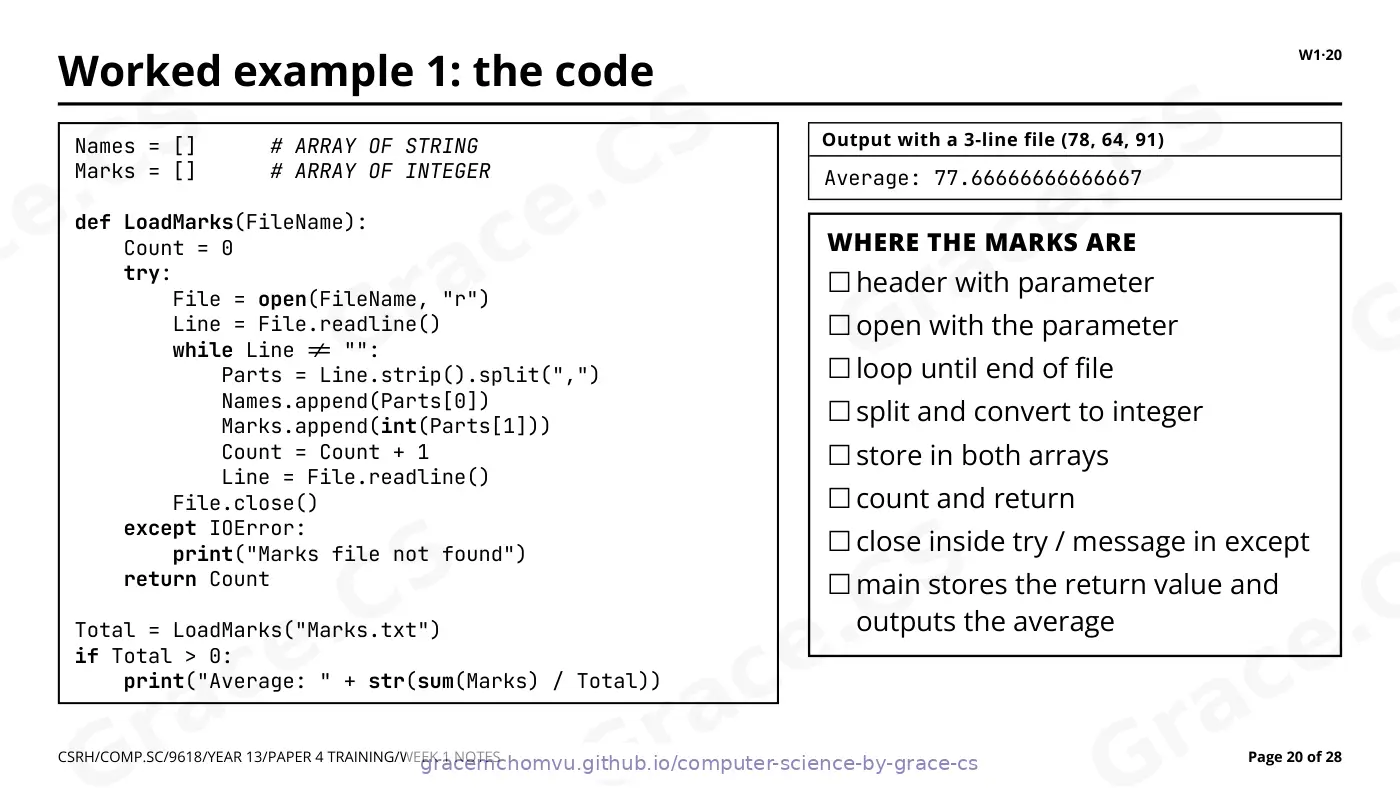 Worked example 1: the code
W1·20
Names = []      # ARRAY OF STRING
Marks = []      # ARRAY OF INTEGER
def LoadMarks(FileName):
    Count = 0
    try:
        File = open(FileName, "r")
        Line = File.readline()
        while Line ≠ "":
            Parts = Line.strip().split(",")
            Names.append(Parts[0])
            Marks.append(int(Parts[1]))
            Count = Count + 1
            Line = File.readline()
        File.close()
    except IOError:
        print("Marks file not found")
    return Count
Total = LoadMarks("Marks.txt")
if Total > 0:
    print("Average: " + str(sum(Marks) / Total))
Output with a 3-line file (78, 64, 91)
Average: 77.66666666666667
WHERE THE MARKS ARE
☐ header with parameter
☐ open with the parameter
☐ loop until end of file
☐ split and convert to integer
☐ store in both arrays
☐ count and return
☐ close inside try / message in except
☐ main stores the return value and
outputs the average
CSRH/COMP.SC/9618/YEAR 13/PAPER 4 TRAINING/WEEK 1 NOTES
gracemchomvu.github.io/computer-science-by-grace-cs
Page 20 of 28
Grace.CS